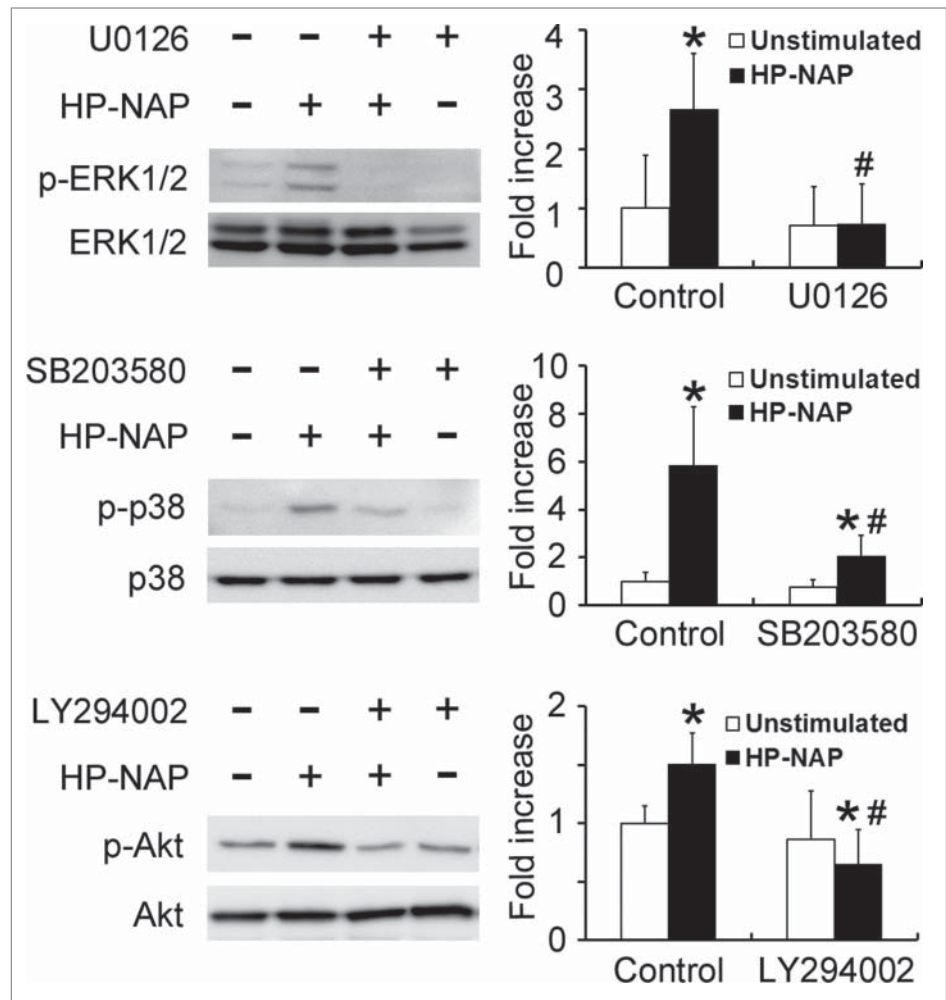 U0126 - - + +
HP-NAP - + + -
p-ERK1/2
ERK1/2
4
3
2
1
0
Fold increase
*
#
Unstimulated
HP-NAP
Control U0126
SB203580 - - + +
HP-NAP - + + -
p-p38
p38
10
8
6
4
2
0
Fold increase
*
*#
Unstimulated
HP-NAP
Control SB203580
LY294002 - - + +
HP-NAP - + + -
p-Akt
Akt
2
1
0
Fold increase
*
*#
Unstimulated
HP-NAP
Control LY294002